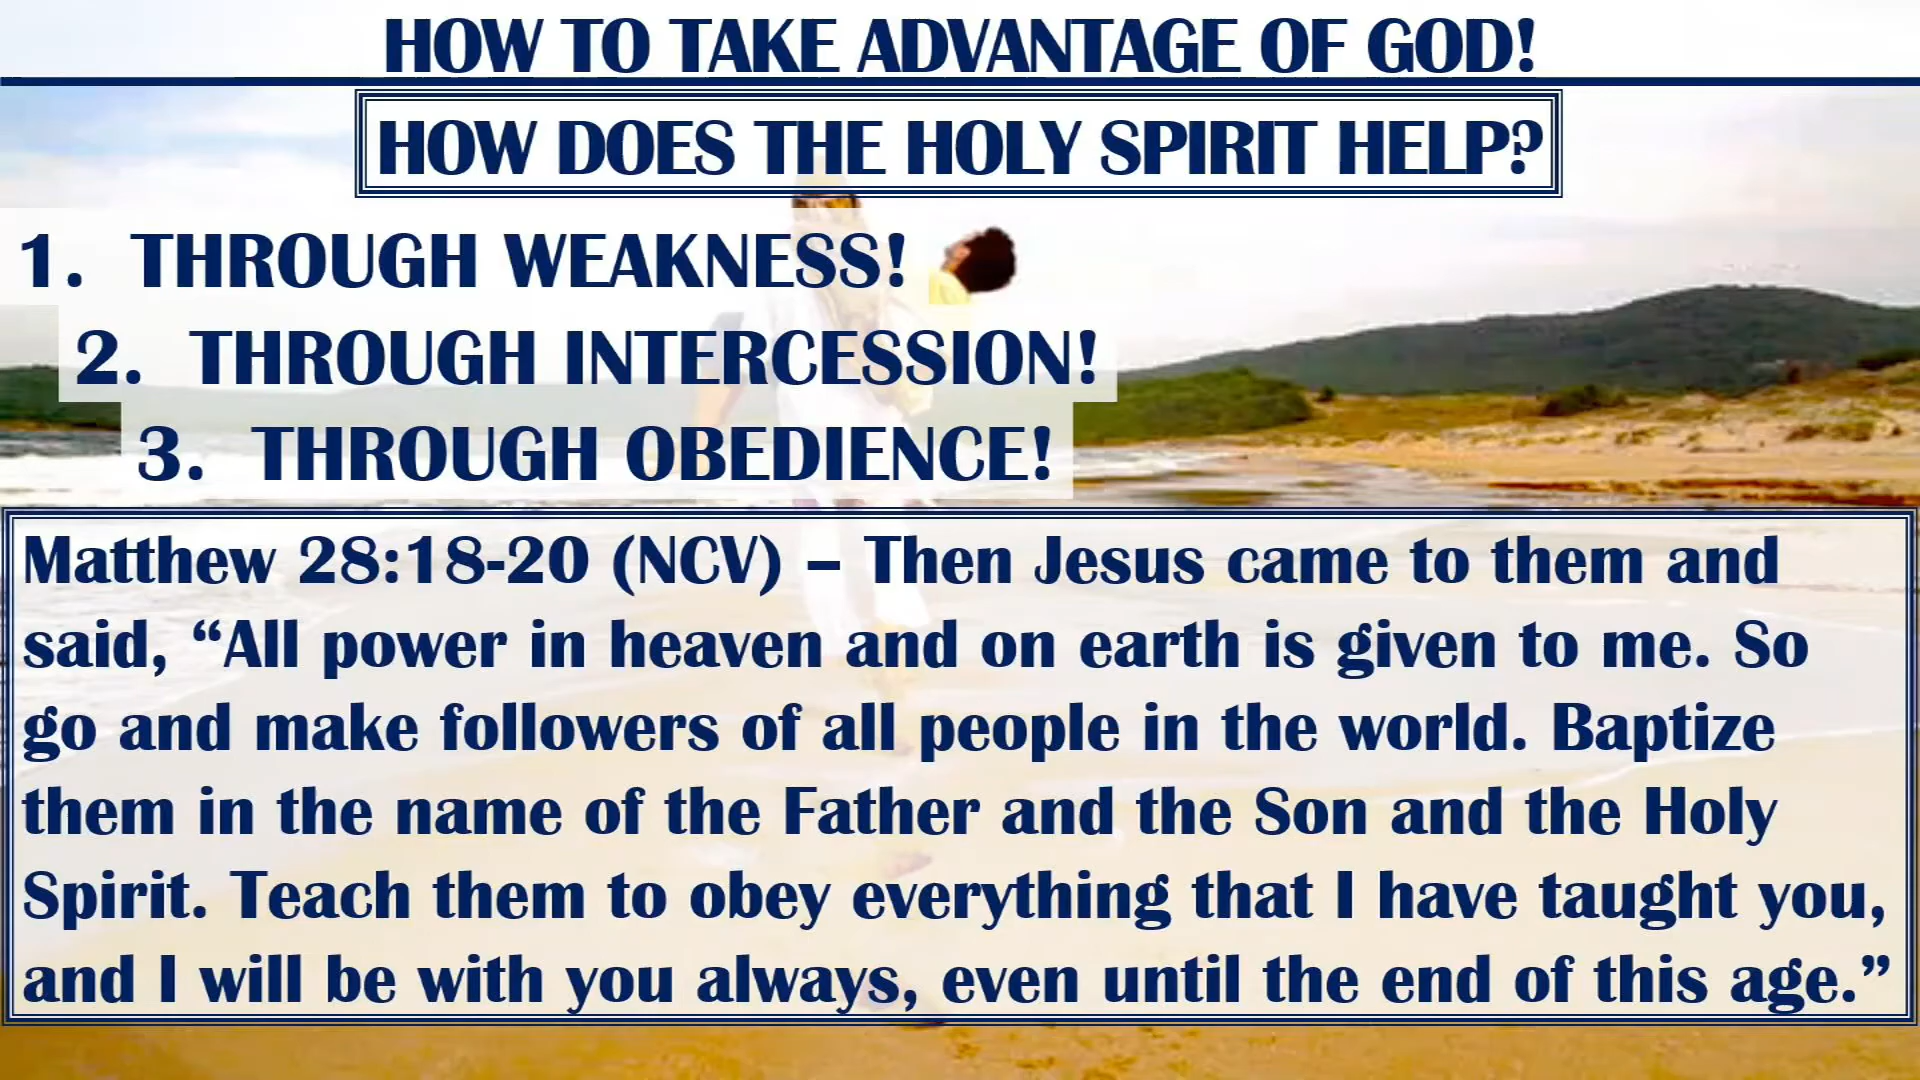 HOW TO TAKE ADVANTAGE OF GOD!
HOW DOES THE HOLY SPIRIT HELP?
1. THROUGH WEAKNESS!
2. THROUGH INTERCESSION!
3. THROUGH OBEDIENCE!
Matthew 28:18-20 (NCV) – Then Jesus came to them and
said, “All power in heaven and on earth is given to me. So
go and make followers of all people in the world. Baptize
them in the name of the Father and the Son and the Holy
Spirit. Teach them to obey everything that I have taught you,
and I will be with you always, even until the end of this age.”